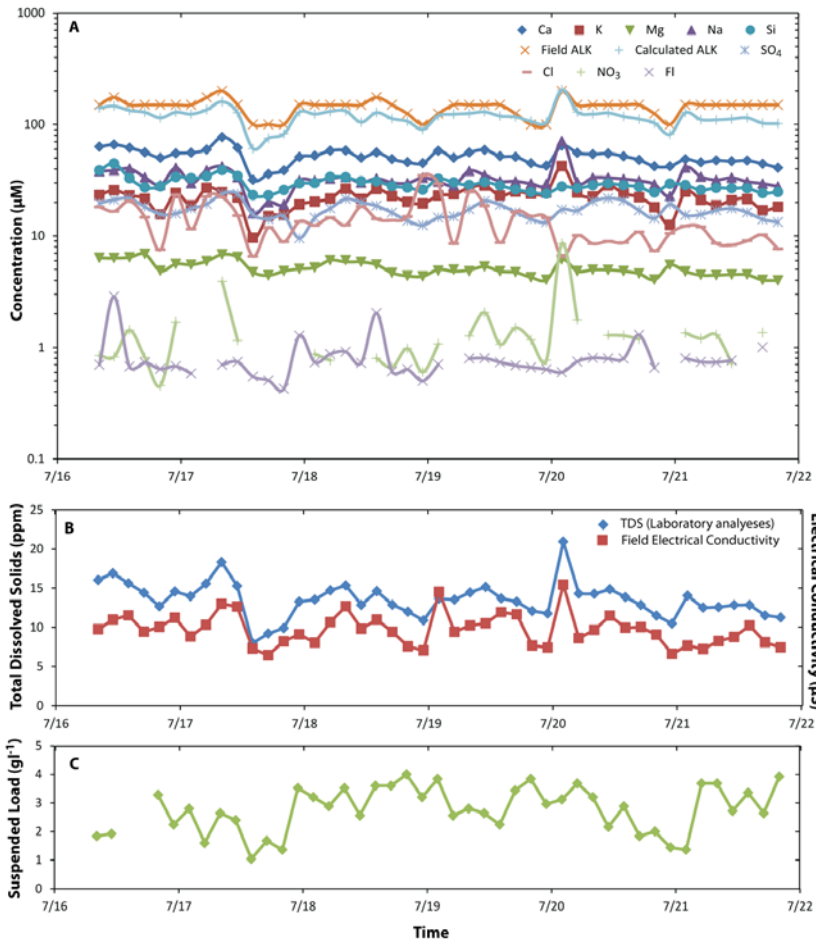 A
Ca K Mg Na Si
Field ALK Calculated ALK SO4
Cl NO3 Fl
Concentration (µM)
1000
100
10
1
0.1
7/16 7/17 7/18 7/19 7/20 7/21 7/22
B
TDS (Laboratory analyeses)
Field Electrical Conductivity
Total Dissolved Solids (ppm)
25
20
15
10
5
0
7/16 7/17 7/18 7/19 7/20 7/21 7/22
C
Suspended Load (gl-1)
5
4
3
2
1
0
7/16 7/17 7/18 7/19 7/20 7/21 7/22
Time